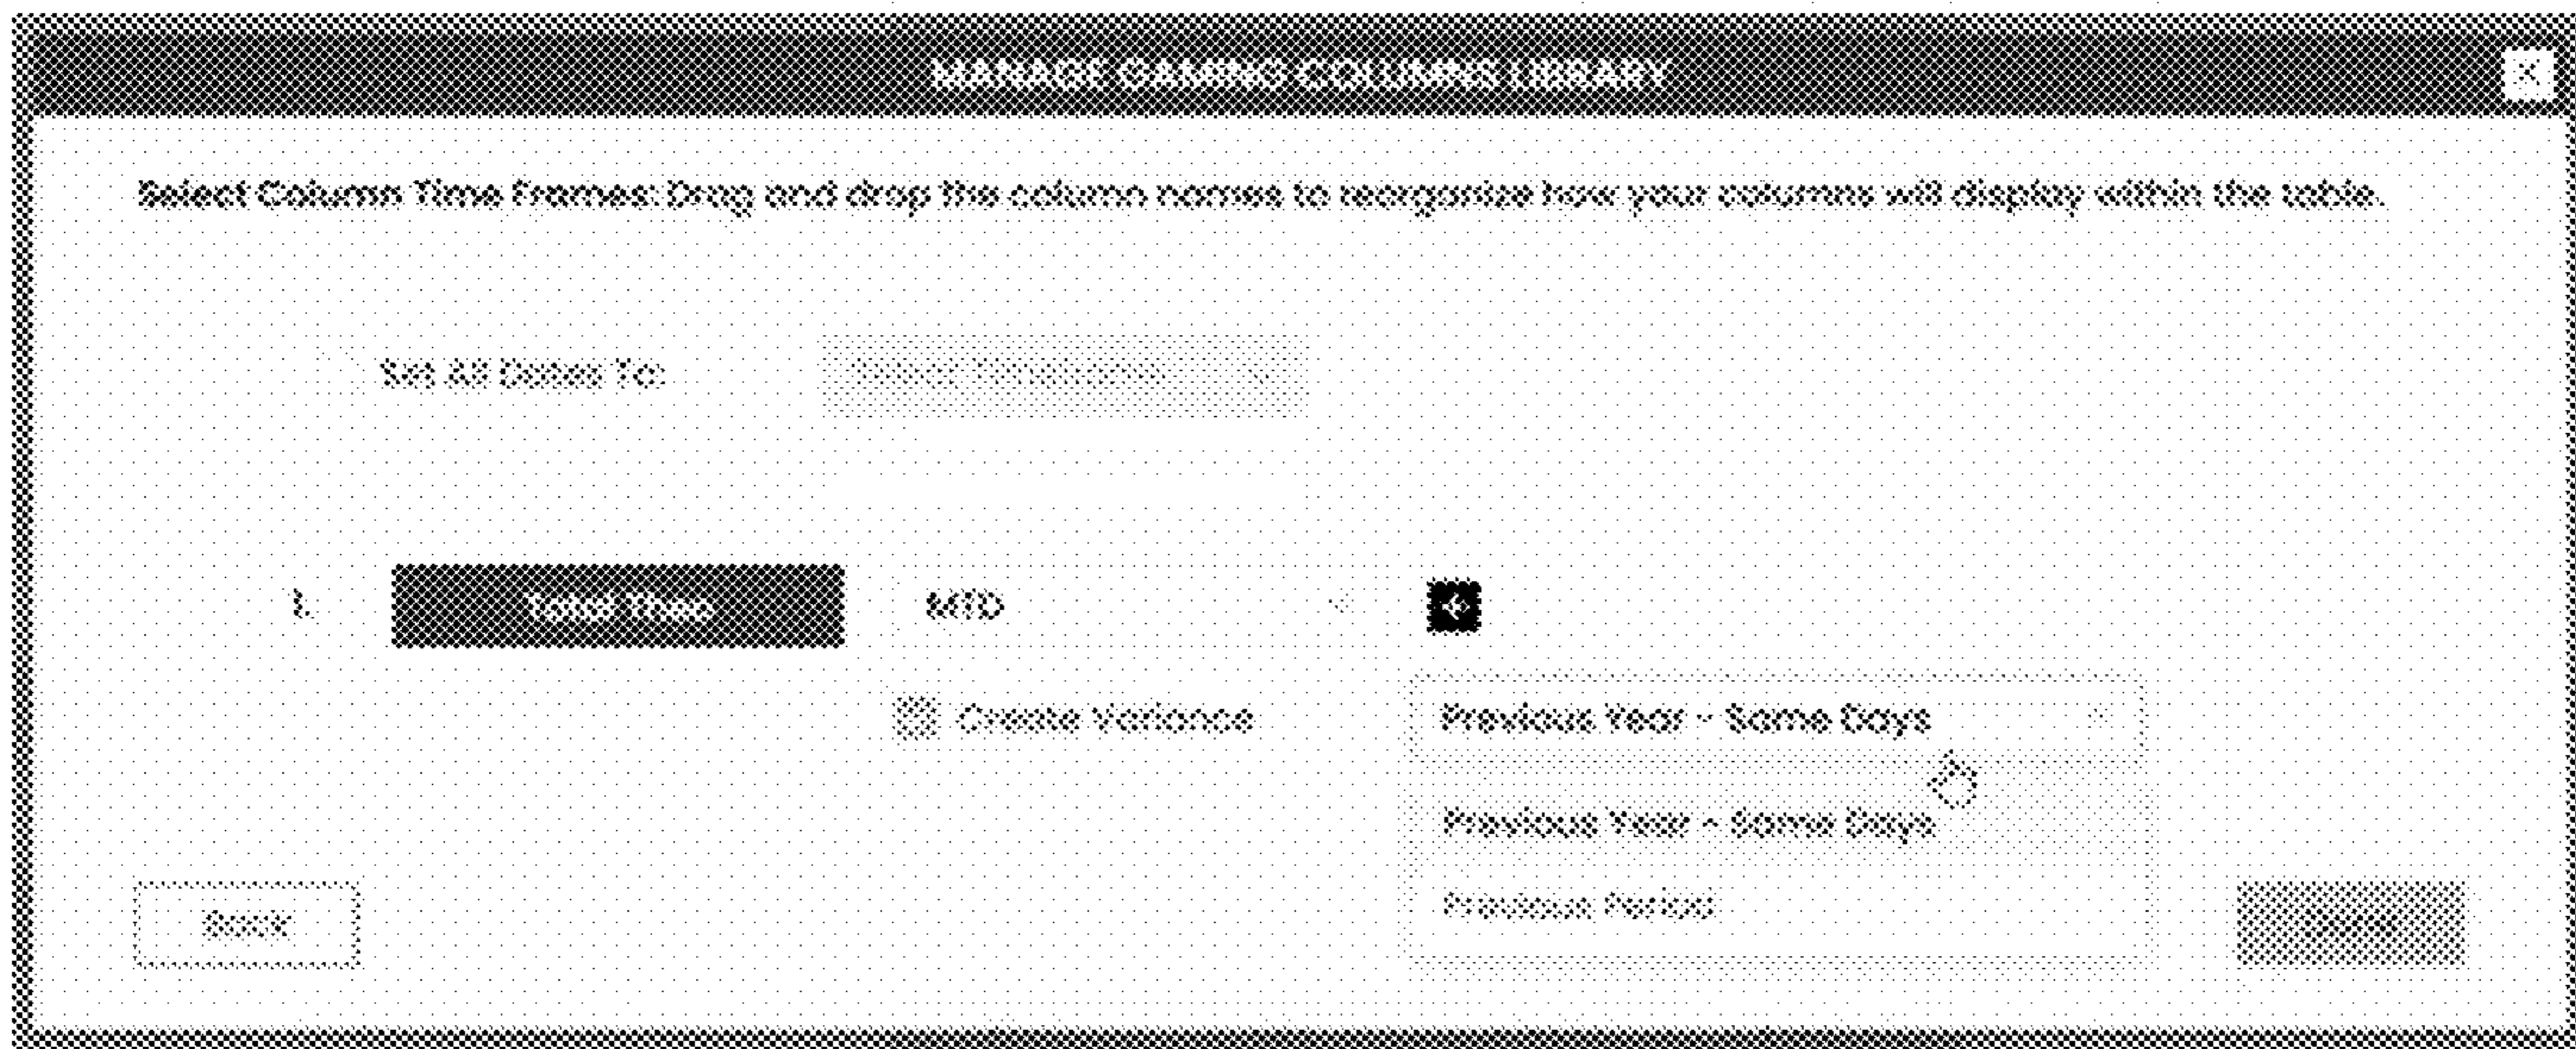 MANAGE GAMING COLUMNS LIBRARY X
Select Column Time Frames: Drag and drop the column names to reorganize how your columns will display within the table.
Set All Dates To: Select Timeframe
1. MTD +
Create Variance Previous Year - Same Days
Previous Year - Same Days
Previous Period
Back